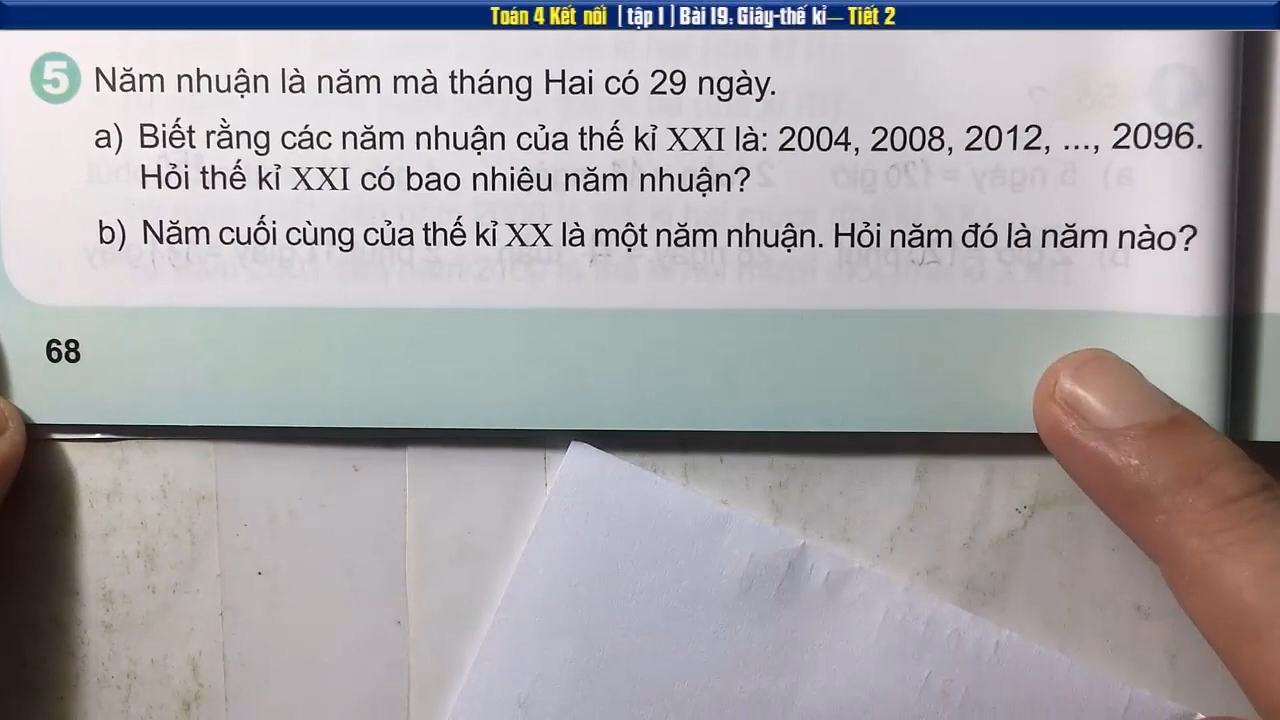 Toán 4 Kết nối ( tập 1 ) Bài 19: Giây-thế kỉ— Tiết 2
5 Năm nhuận là năm mà tháng Hai có 29 ngày.
a) Biết rằng các năm nhuận của thế kỉ XXI là: 2004, 2008, 2012, ..., 2096.
Hỏi thế kỉ XXI có bao nhiêu năm nhuận?
b) Năm cuối cùng của thế kỉ XX là một năm nhuận. Hỏi năm đó là năm nào?
68